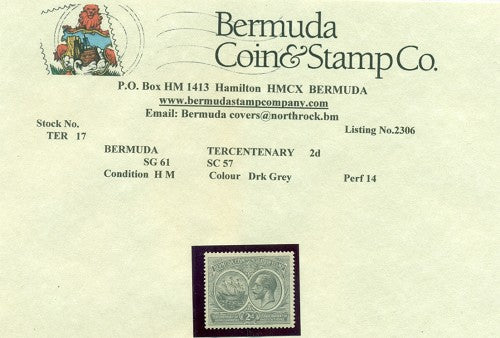 Bermuda
Coin&Stamp Co.
P.O. Box HM 1413 Hamilton HMCX BERMUDA
www.bermudastampcompany.com
Email: Bermuda covers@northrock.bm
Stock No.
TER 17
Listing No.2306
BERMUDA TERCENTENARY 2d
SG 61 SC 57
Condition H M Colour Drk Grey Perf 14
2d